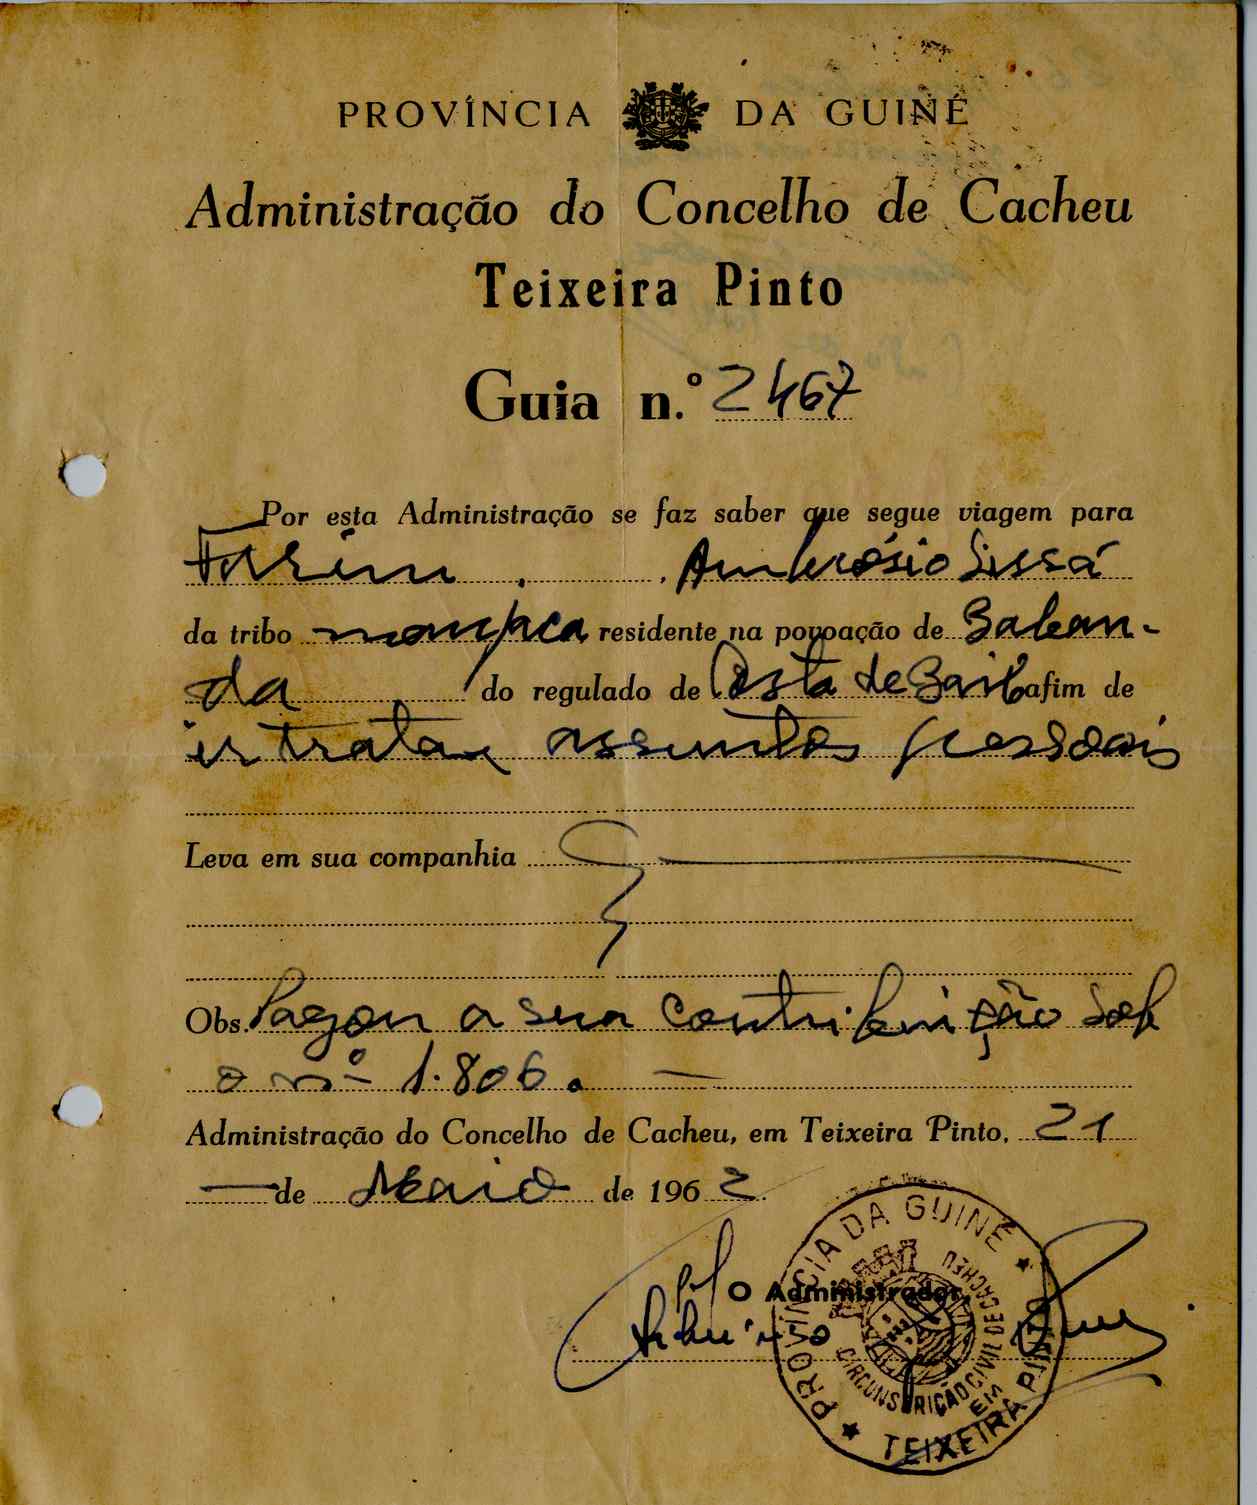 PROVÍNCIA DA GUINÉ
Administração do Concelho de Cacheu
Teixeira Pinto
Guia n.º 2467
Por esta Administração se faz saber que segue viagem para
Farim, Ambrósio Sissá
da tribo manjaca residente na povoação de Baban-
da do regulado de Costa de Baixo afim de
ir tratar assuntos pessoais
Leva em sua companhia
Obs. Pagou a sua contribuição sob
o nº 1.806. —
Administração do Concelho de Cacheu, em Teixeira Pinto, 21
— de Maio de 1962.
O Administrador,
PROVÍNCIA DA GUINÉ
CIRCUNSCRIÇÃO CIVIL DE CACHEU
EM
TEIXEIRA PINTO